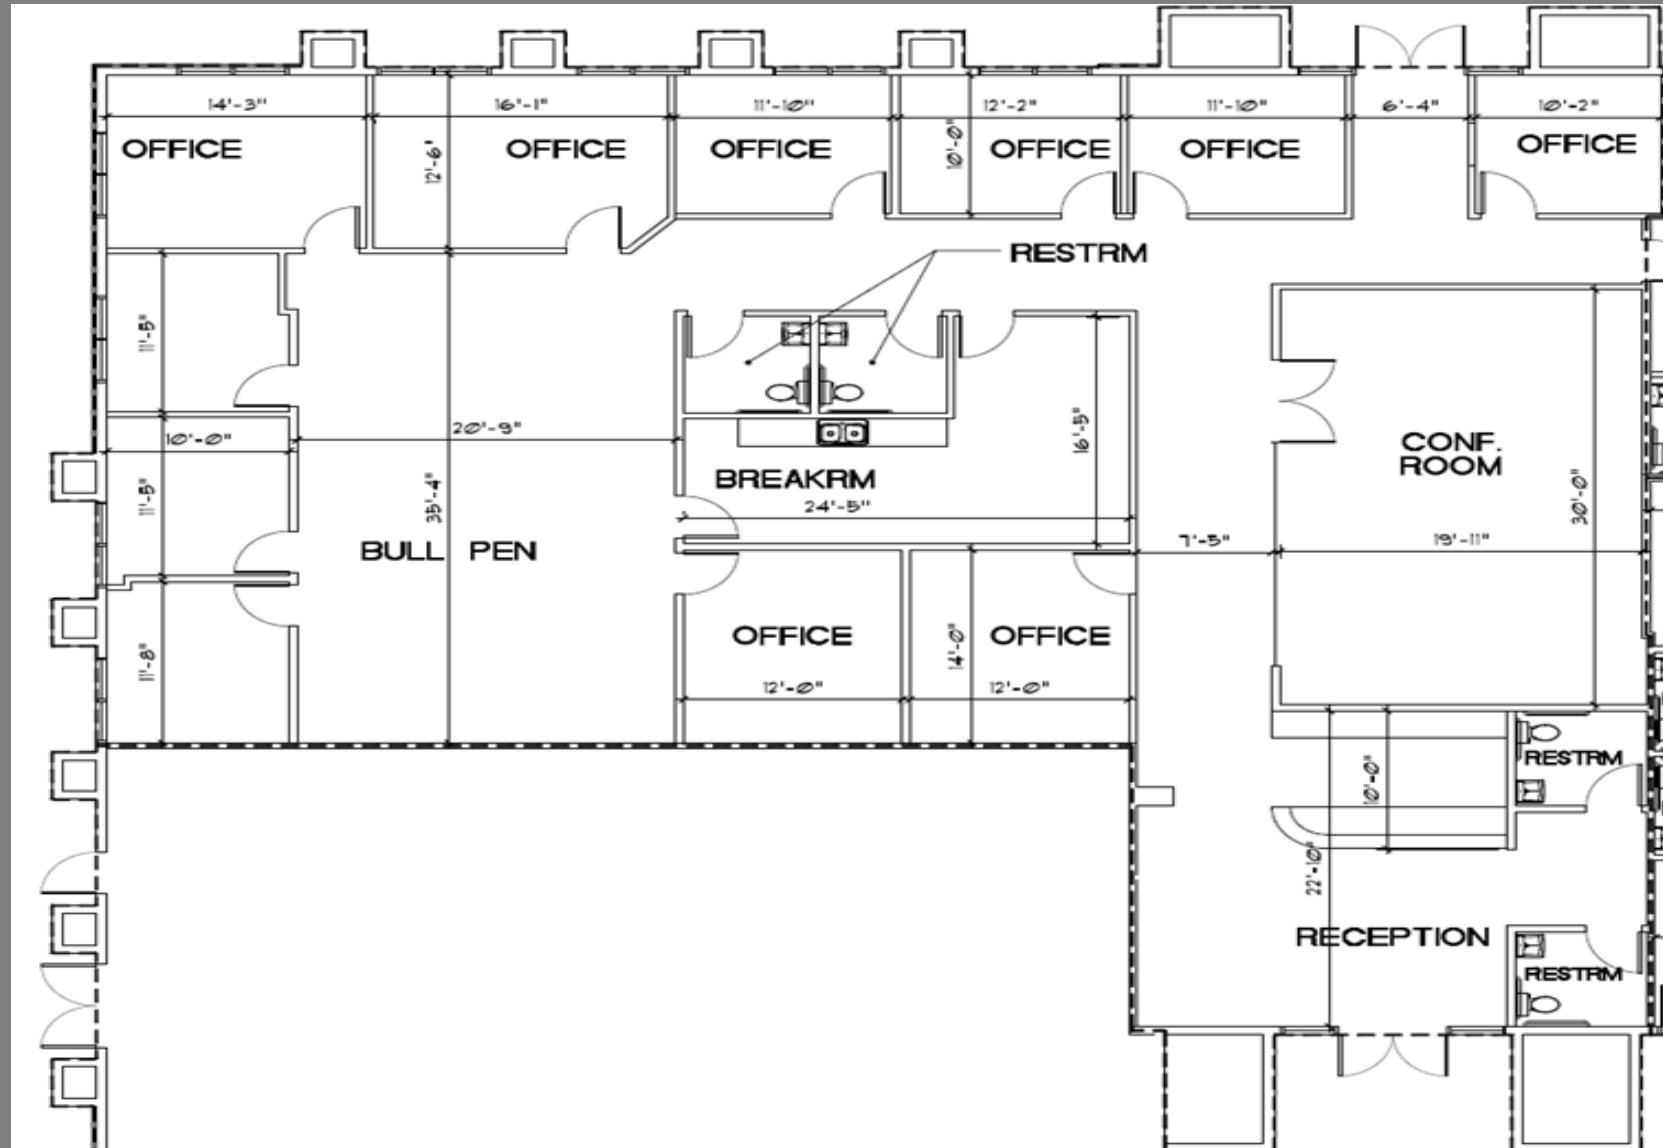 14'-3"
16'-1"
11'-10"
12'-2"
11'-10"
6'-4"
10'-2"
OFFICE
OFFICE
OFFICE
OFFICE
OFFICE
OFFICE
12'-6"
10'-0"
RESTRM
11'-5"
20'-9"
10'-0"
16'-5"
CONF.
ROOM
BREAKRM
24'-5"
11'-5"
35'-4"
30'-0"
BULL PEN
7'-5"
19'-11"
OFFICE
OFFICE
11'-8"
14'-0"
12'-0"
12'-0"
RESTRM
10'-0"
22'-10"
RECEPTION
RESTRM